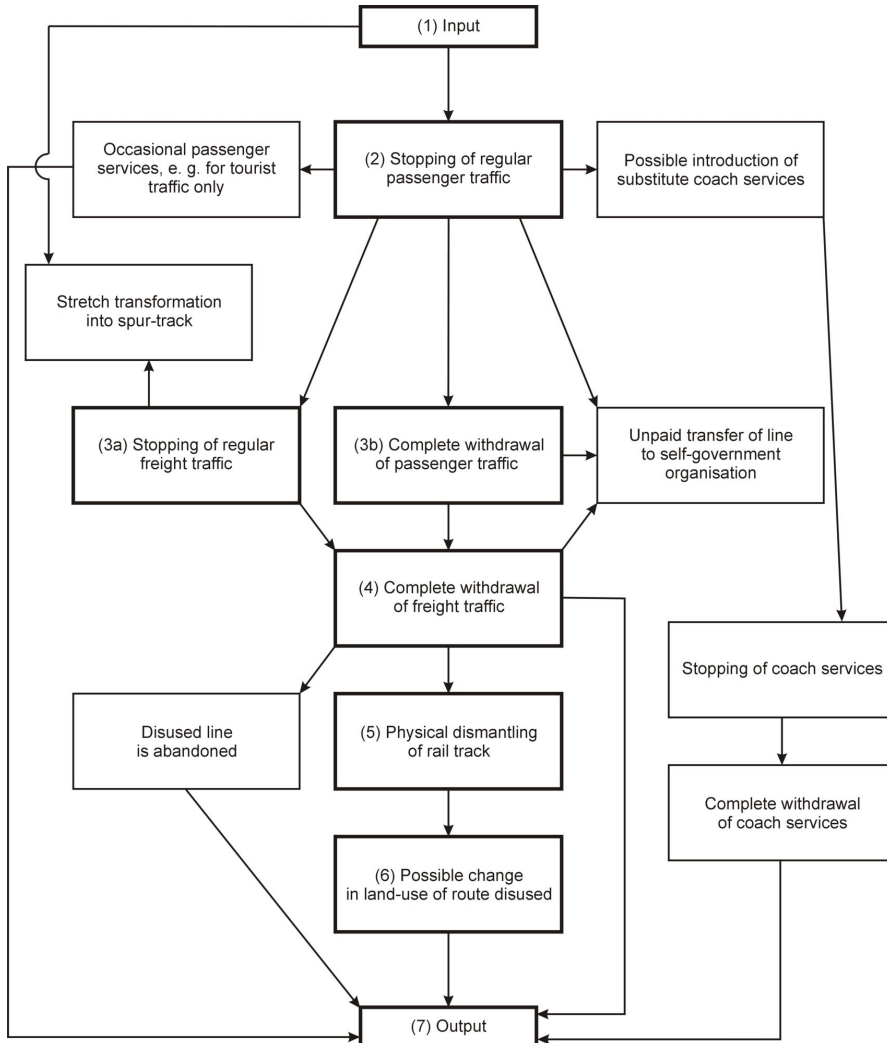 (1) Input
Occasional passenger
services, e. g. for tourist
traffic only
(2) Stopping of regular
passenger traffic
Possible introduction of
substitute coach services
Stretch transformation
into spur-track
(3a) Stopping of regular
freight traffic
(3b) Complete withdrawal
of passenger traffic
Unpaid transfer of line
to self-government
organisation
(4) Complete withdrawal
of freight traffic
Stopping of coach services
Disused line
is abandoned
(5) Physical dismantling
of rail track
Complete withdrawal
of coach services
(6) Possible change
in land-use of route disused
(7) Output